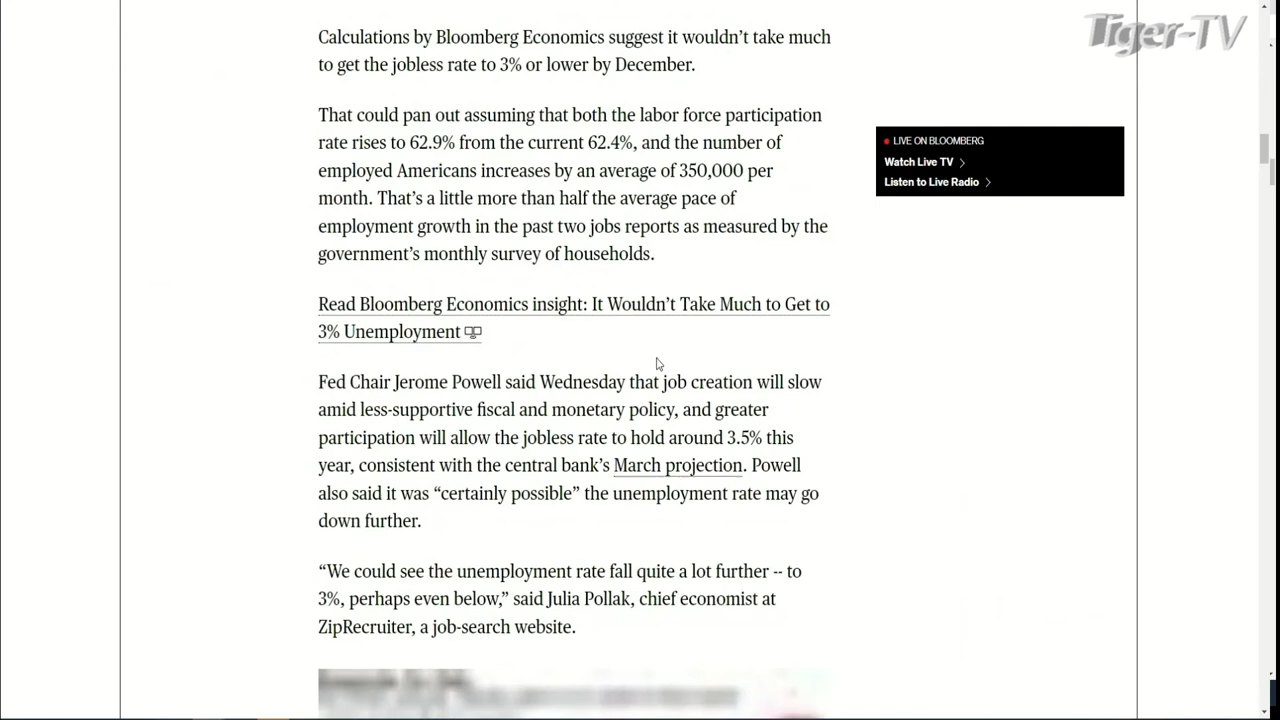 Tiger-TV
Calculations by Bloomberg Economics suggest it wouldn’t take much
to get the jobless rate to 3% or lower by December.
That could pan out assuming that both the labor force participation
rate rises to 62.9% from the current 62.4%, and the number of
employed Americans increases by an average of 350,000 per
month. That’s a little more than half the average pace of
employment growth in the past two jobs reports as measured by the
government’s monthly survey of households.
Read Bloomberg Economics insight: It Wouldn’t Take Much to Get to
3% Unemployment
Fed Chair Jerome Powell said Wednesday that job creation will slow
amid less-supportive fiscal and monetary policy, and greater
participation will allow the jobless rate to hold around 3.5% this
year, consistent with the central bank’s March projection. Powell
also said it was “certainly possible” the unemployment rate may go
down further.
“We could see the unemployment rate fall quite a lot further -- to
3%, perhaps even below,” said Julia Pollak, chief economist at
ZipRecruiter, a job-search website.
LIVE ON BLOOMBERG
Watch Live TV
Listen to Live Radio